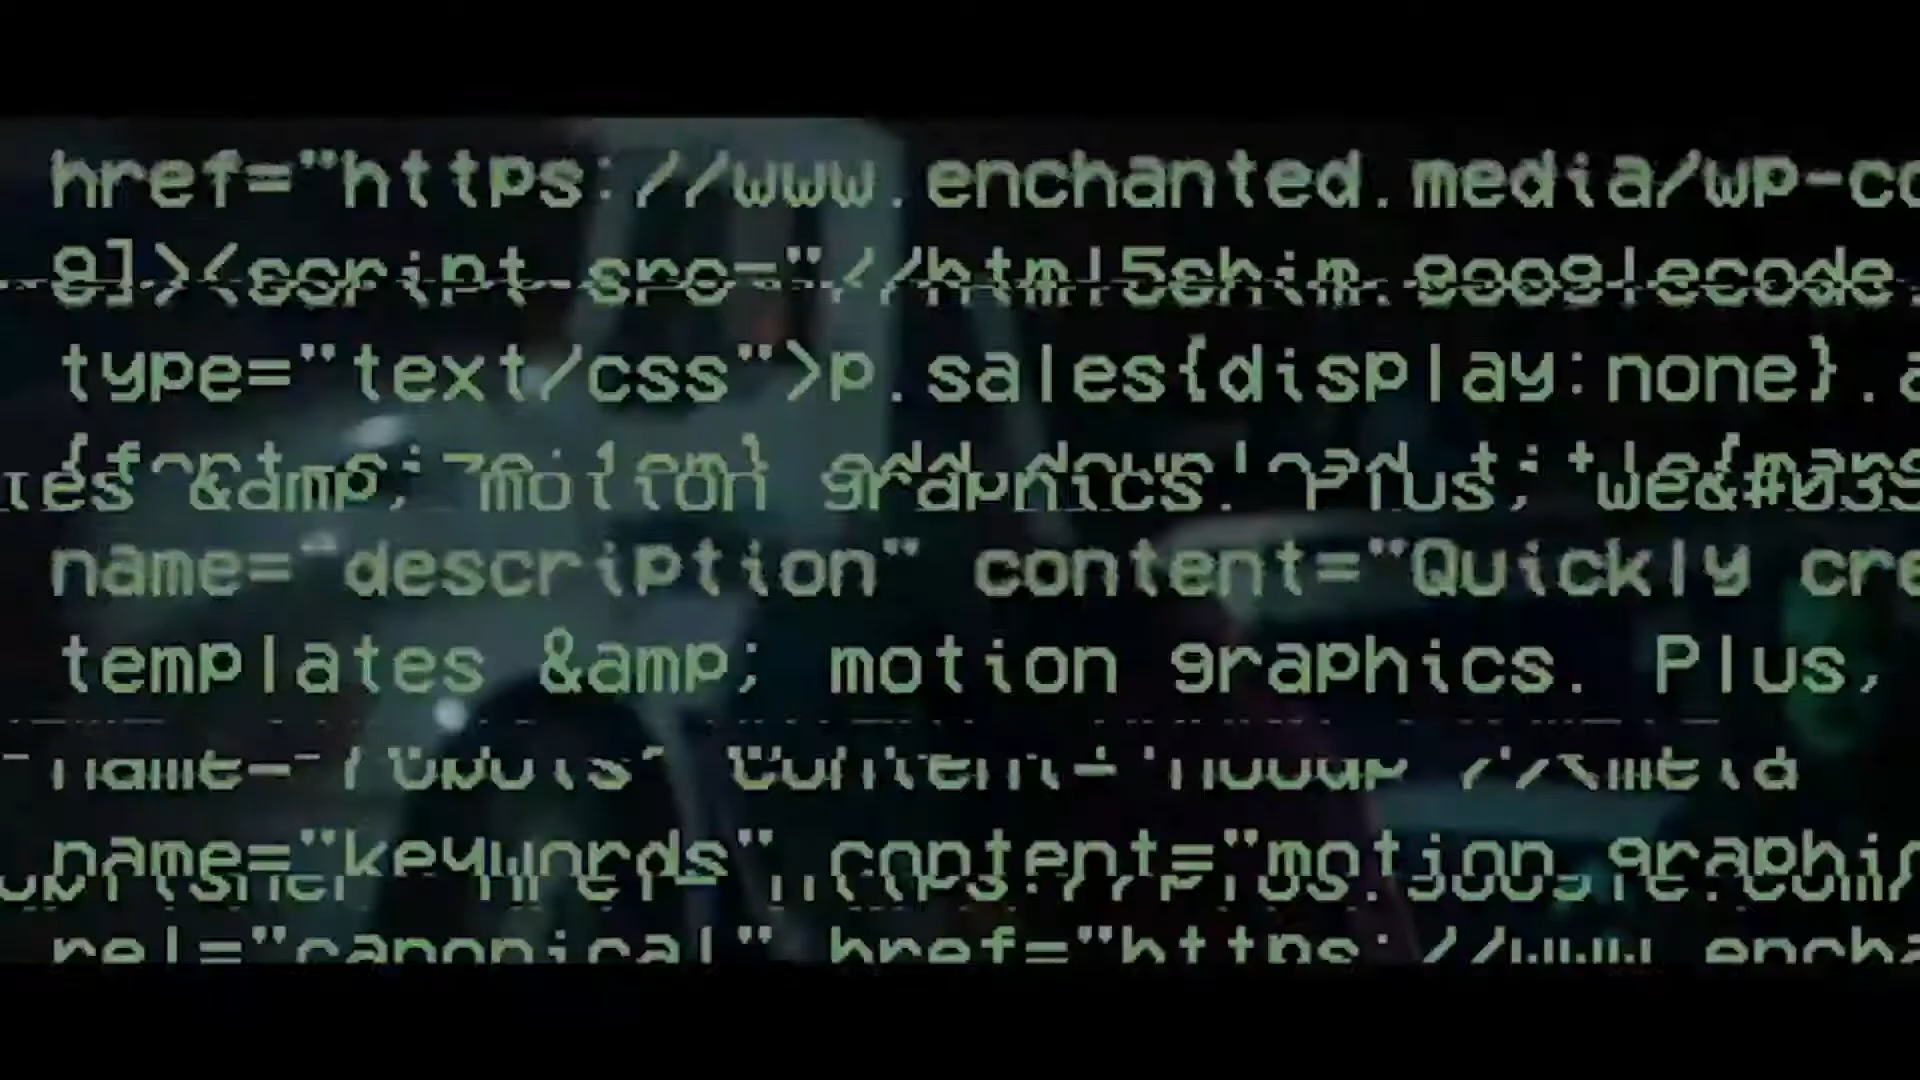 href="https://www.enchanted.media/wp-co
9]><script src="//html5shim.googlecode.
type="text/css">p.sales{display:none}.a
&amp; motion graphics. Plus, we&#039
name="description" content="Quickly cre
templates &amp; motion graphics. Plus,
name="robots" content="noodp"/><meta
name="keywords" content="motion graphic
rel="canonical" href="https://www.encha